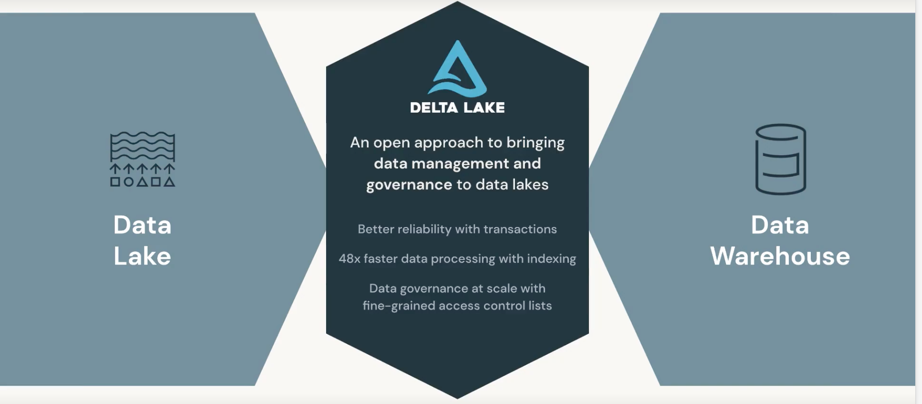 DELTA LAKE
An open approach to bringing
data management and
governance to data lakes
Better reliability with transactions
48x faster data processing with indexing
Data governance at scale with
fine-grained access control lists
Data
Lake
Data
Warehouse